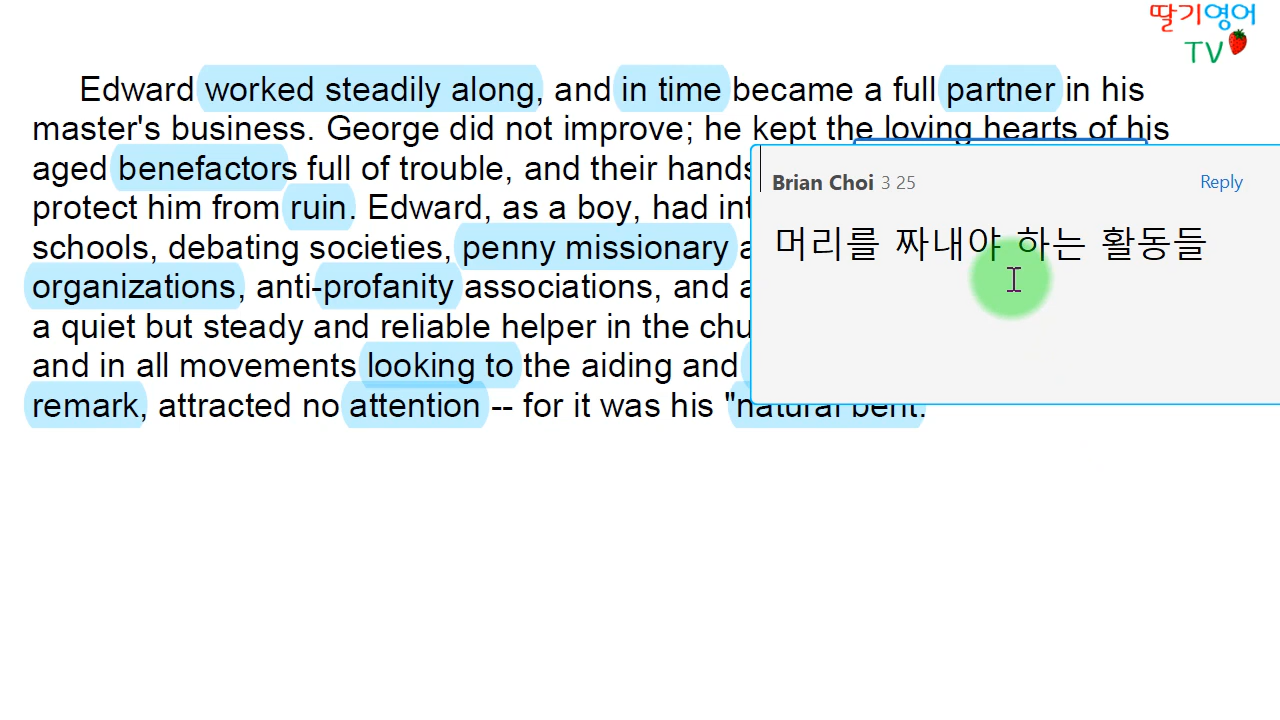 딸기영어
TV
Edward worked steadily along, and in time became a full partner in his
master's business. George did not improve; he kept the loving hearts of his
aged benefactors full of trouble, and their hands
protect him from ruin. Edward, as a boy, had
schools, debating societies, penny missionary
organizations, anti-profanity associations, and
a quiet but steady and reliable helper in the
and in all movements looking to the aiding and
remark, attracted no attention -- for it was his "natural bent.
Brian Choi 3 25
Reply
머리를 짜내야 하는 활동들